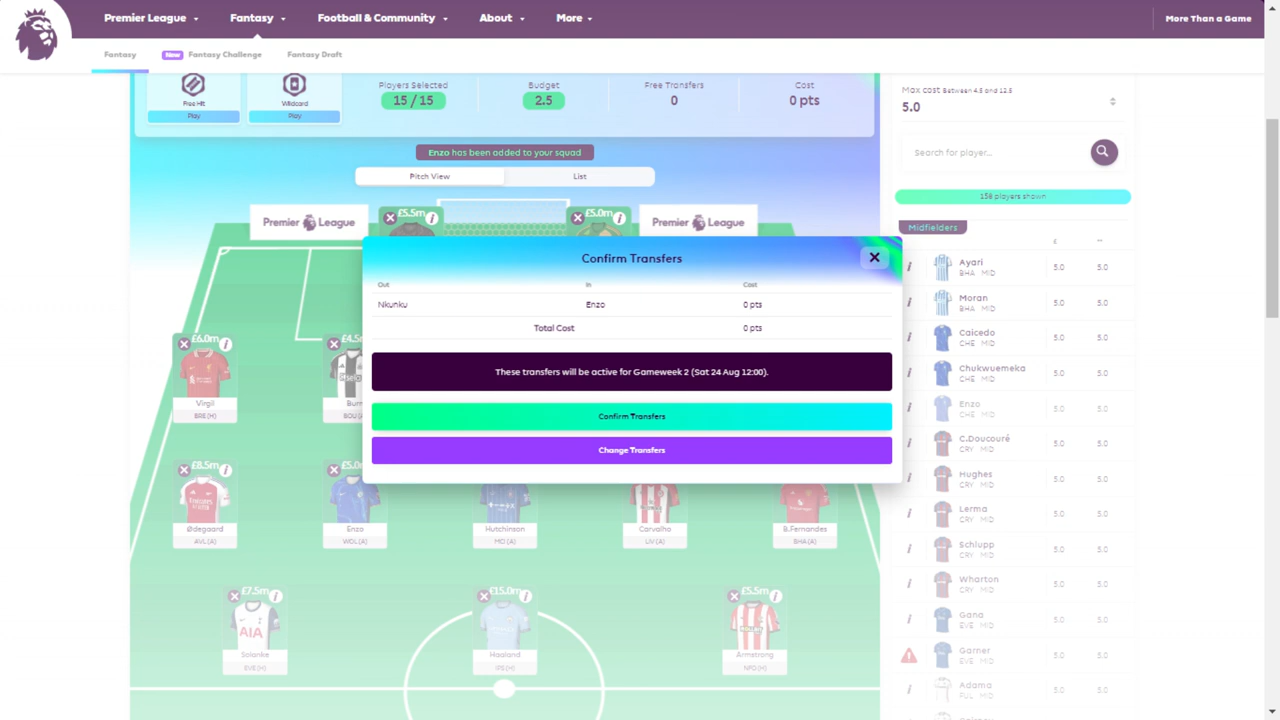 Premier League
Fantasy
Football & Community
About
More
More Than a Game
Fantasy
New
Fantasy Challenge
Fantasy Draft
Free Hit
Play
Wildcard
Play
Players Selected
15 / 15
Budget
2.5
Free Transfers
0
Cost
0 pts
Max cost Between 4.5 and 12.5
5.0
Search for player...
Enzo has been added to your squad
Pitch View
List
158 players shown
Premier League
£5.5m
£5.0m
Premier League
Midfielders
£
**
Confirm Transfers
Out
In
Cost
Nkunku
Enzo
0 pts
Total Cost
0 pts
These transfers will be active for Gameweek 2 (Sat 24 Aug 12:00).
Confirm Transfers
Change Transfers
Ayari
BHA MID
5.0
5.0
Moran
BHA MID
5.0
5.0
Caicedo
CHE MID
5.0
5.0
Chukwuemeka
CHE MID
5.0
5.0
Enzo
CHE MID
5.0
5.0
C.Doucouré
CRY MID
5.0
5.0
Hughes
CRY MID
5.0
5.0
Lerma
CRY MID
5.0
5.0
Schlupp
CRY MID
5.0
5.0
Wharton
CRY MID
5.0
5.0
Gana
EVE MID
5.0
5.0
Garner
EVE MID
5.0
5.0
Adama
FUL MID
5.0
5.0
£6.0m
Virgil
BRE (H)
£4.5
Burn
BOU
£8.5m
Ødegaard
AVL (A)
£5.0
Enzo
WOL (A)
Hutchinson
MCI (A)
Carvalho
LIV (A)
B.Fernandes
BHA (A)
£7.5m
AIA
Solanke
EVE (H)
£15.0m
Haaland
IPS (H)
£5.5m
Armstrong
NFO (H)